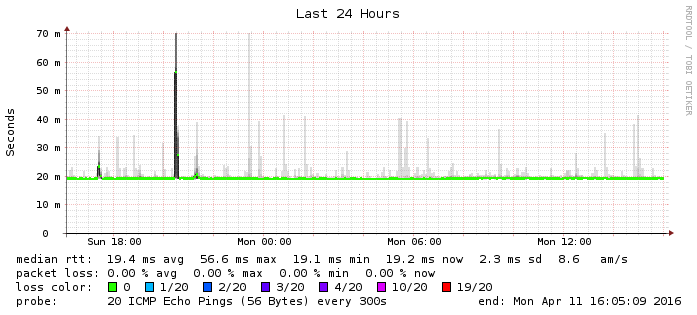 Last 24 Hours
RRDTOOL / TOBI OETIKER
Seconds
70 m
60 m
50 m
40 m
30 m
20 m
10 m
0
Sun 18:00 Mon 00:00 Mon 06:00 Mon 12:00
median rtt: 19.4 ms avg 56.6 ms max 19.1 ms min 19.2 ms now 2.3 ms sd 8.6 am/s
packet loss: 0.00 % avg 0.00 % max 0.00 % min 0.00 % now
loss color: 0 1/20 2/20 3/20 4/20 10/20 19/20
probe: 20 ICMP Echo Pings (56 Bytes) every 300s end: Mon Apr 11 16:05:09 2016